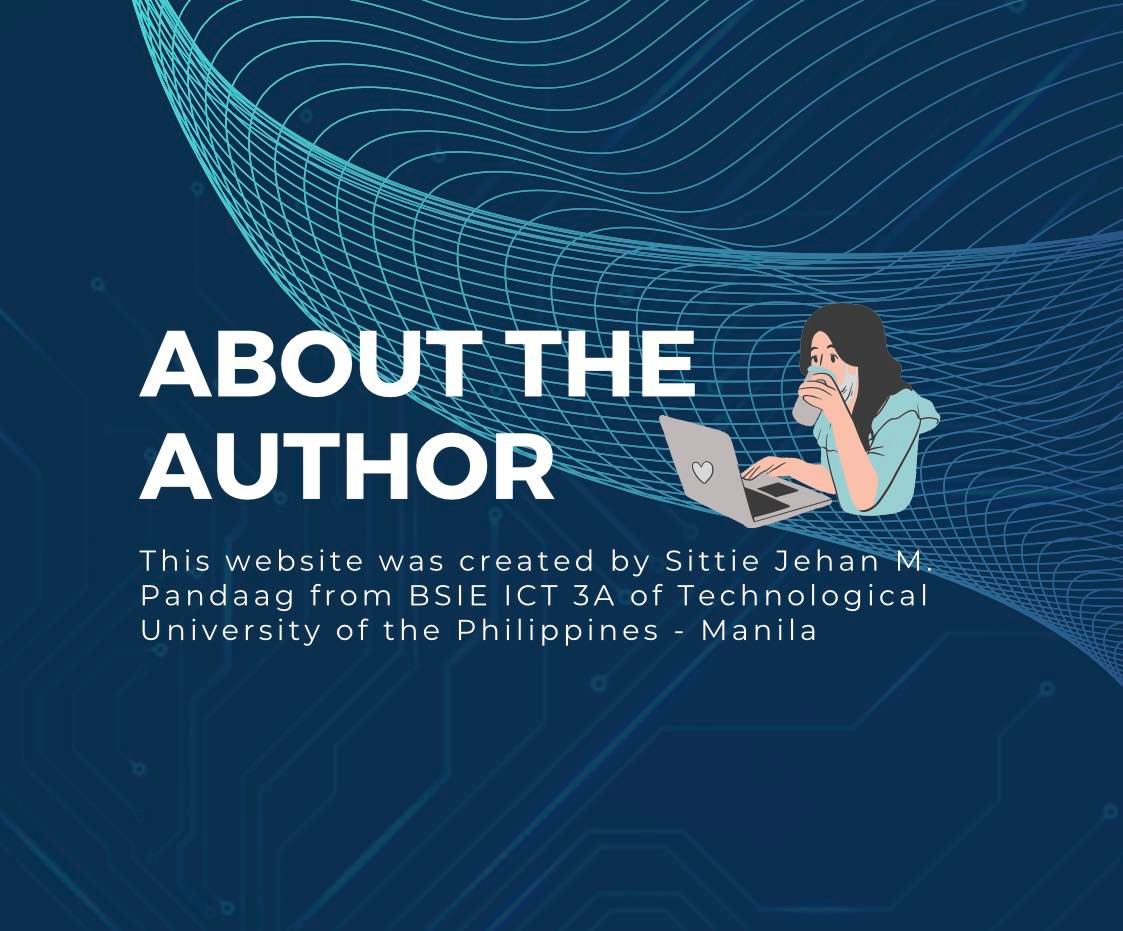 ABOUT THE
AUTHOR
This website was created by Sittie Jehan M.
Pandaag from BSIE ICT 3A of Technological
University of the Philippines - Manila